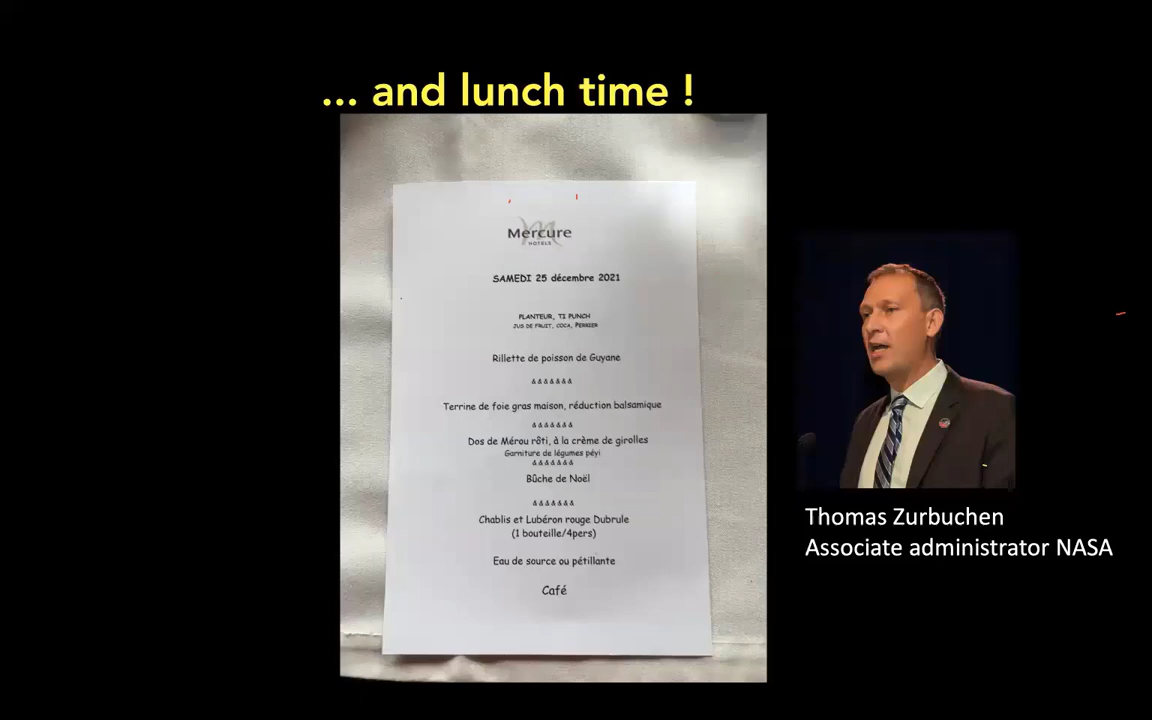 ... and lunch time !
Mercure
HOTELS
SAMEDI 25 décembre 2021
PLANTEUR, TI PUNCH
JUS DE FRUIT, COCA, PERRIER
Rillette de poisson de Guyane
&&&&&&&
Terrine de foie gras maison, réduction balsamique
&&&&&&&
Dos de Mérou rôti, à la crème de girolles
Garniture de légumes péyi
&&&&&&&
Bûche de Noël
&&&&&&&
Chablis et Lubéron rouge Dubrule
(1 bouteille/4pers)
Eau de source ou pétillante
Café
Thomas Zurbuchen
Associate administrator NASA